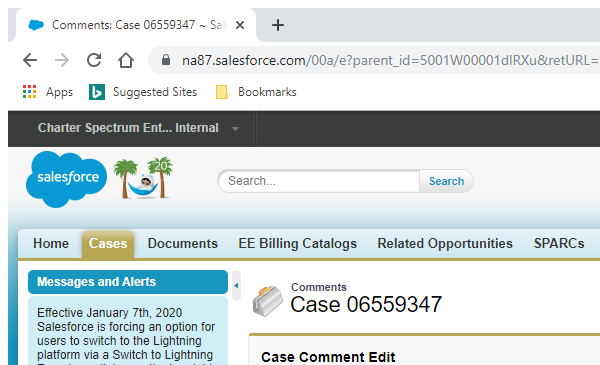 Comments: Case 06559347 ~ Sal
na87.salesforce.com/00a/e?parent_id=5001W00001dIRXu&retURL=
Apps Suggested Sites Bookmarks
Charter Spectrum Ent... Internal
salesforce
20
Search... Search
Home Cases Documents EE Billing Catalogs Related Opportunities SPARCs
Messages and Alerts
Effective January 7th, 2020
Salesforce is forcing an option for
users to switch to the Lightning
platform via a Switch to Lightning
Comments
Case 06559347
Case Comment Edit